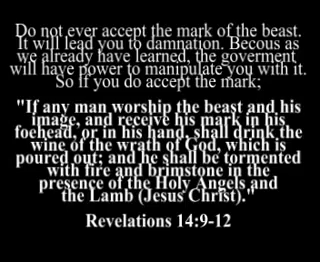 Do not ever accept the mark of the beast.
It will lead you to damnation. Becous as
we already have learned, the goverment
will have power to manipulate you with it.
So if you do accept the mark;
"If any man worship the beast and his
image, and receive his mark in his
foehead, or in his hand, shall drink the
wine of the wrath of God, which is
poured out; and he shall be tormented
with fire and brimstone in the
presence of the Holy Angels and
the Lamb (Jesus Christ)."
Revelations 14:9-12